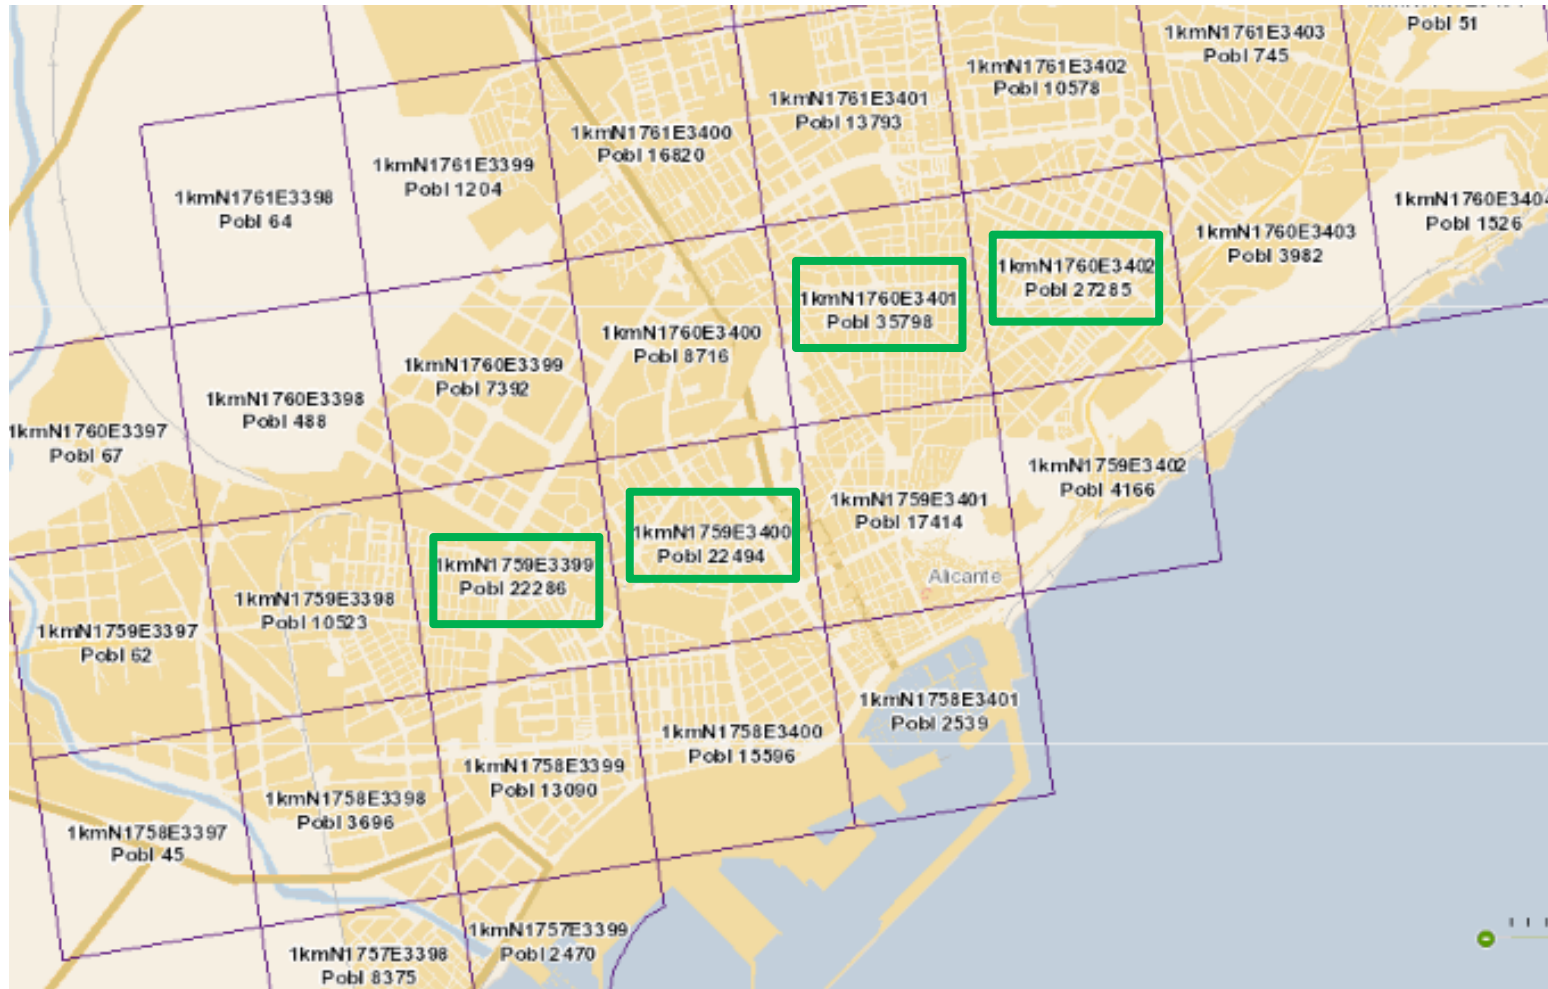 Pobl 51
1kmN1761E3403
Pobl 745
1kmN1761E3402
Pobl 10578
1kmN1761E3401
Pobl 13793
1kmN1761E3400
Pobl 16820
1kmN1761E3399
Pobl 1204
1kmN1761E3398
Pobl 64
1kmN1760E3404
Pobl 1526
1kmN1760E3403
Pobl 3982
1kmN1760E3402
Pobl 27285
1kmN1760E3401
Pobl 35798
1kmN1760E3400
Pobl 8716
1kmN1760E3399
Pobl 7392
1kmN1760E3398
Pobl 488
1kmN1760E3397
Pobl 67
1kmN1759E3402
Pobl 4166
1kmN1759E3401
Pobl 17414
Alicante
1kmN1759E3400
Pobl 22494
1kmN1759E3399
Pobl 22286
1kmN1759E3398
Pobl 10523
1kmN1759E3397
Pobl 62
1kmN1758E3401
Pobl 2539
1kmN1758E3400
Pobl 15596
1kmN1758E3399
Pobl 13090
1kmN1758E3398
Pobl 3696
1kmN1758E3397
Pobl 45
1kmN1757E3399
Pobl 2470
1kmN1757E3398
Pobl 8375